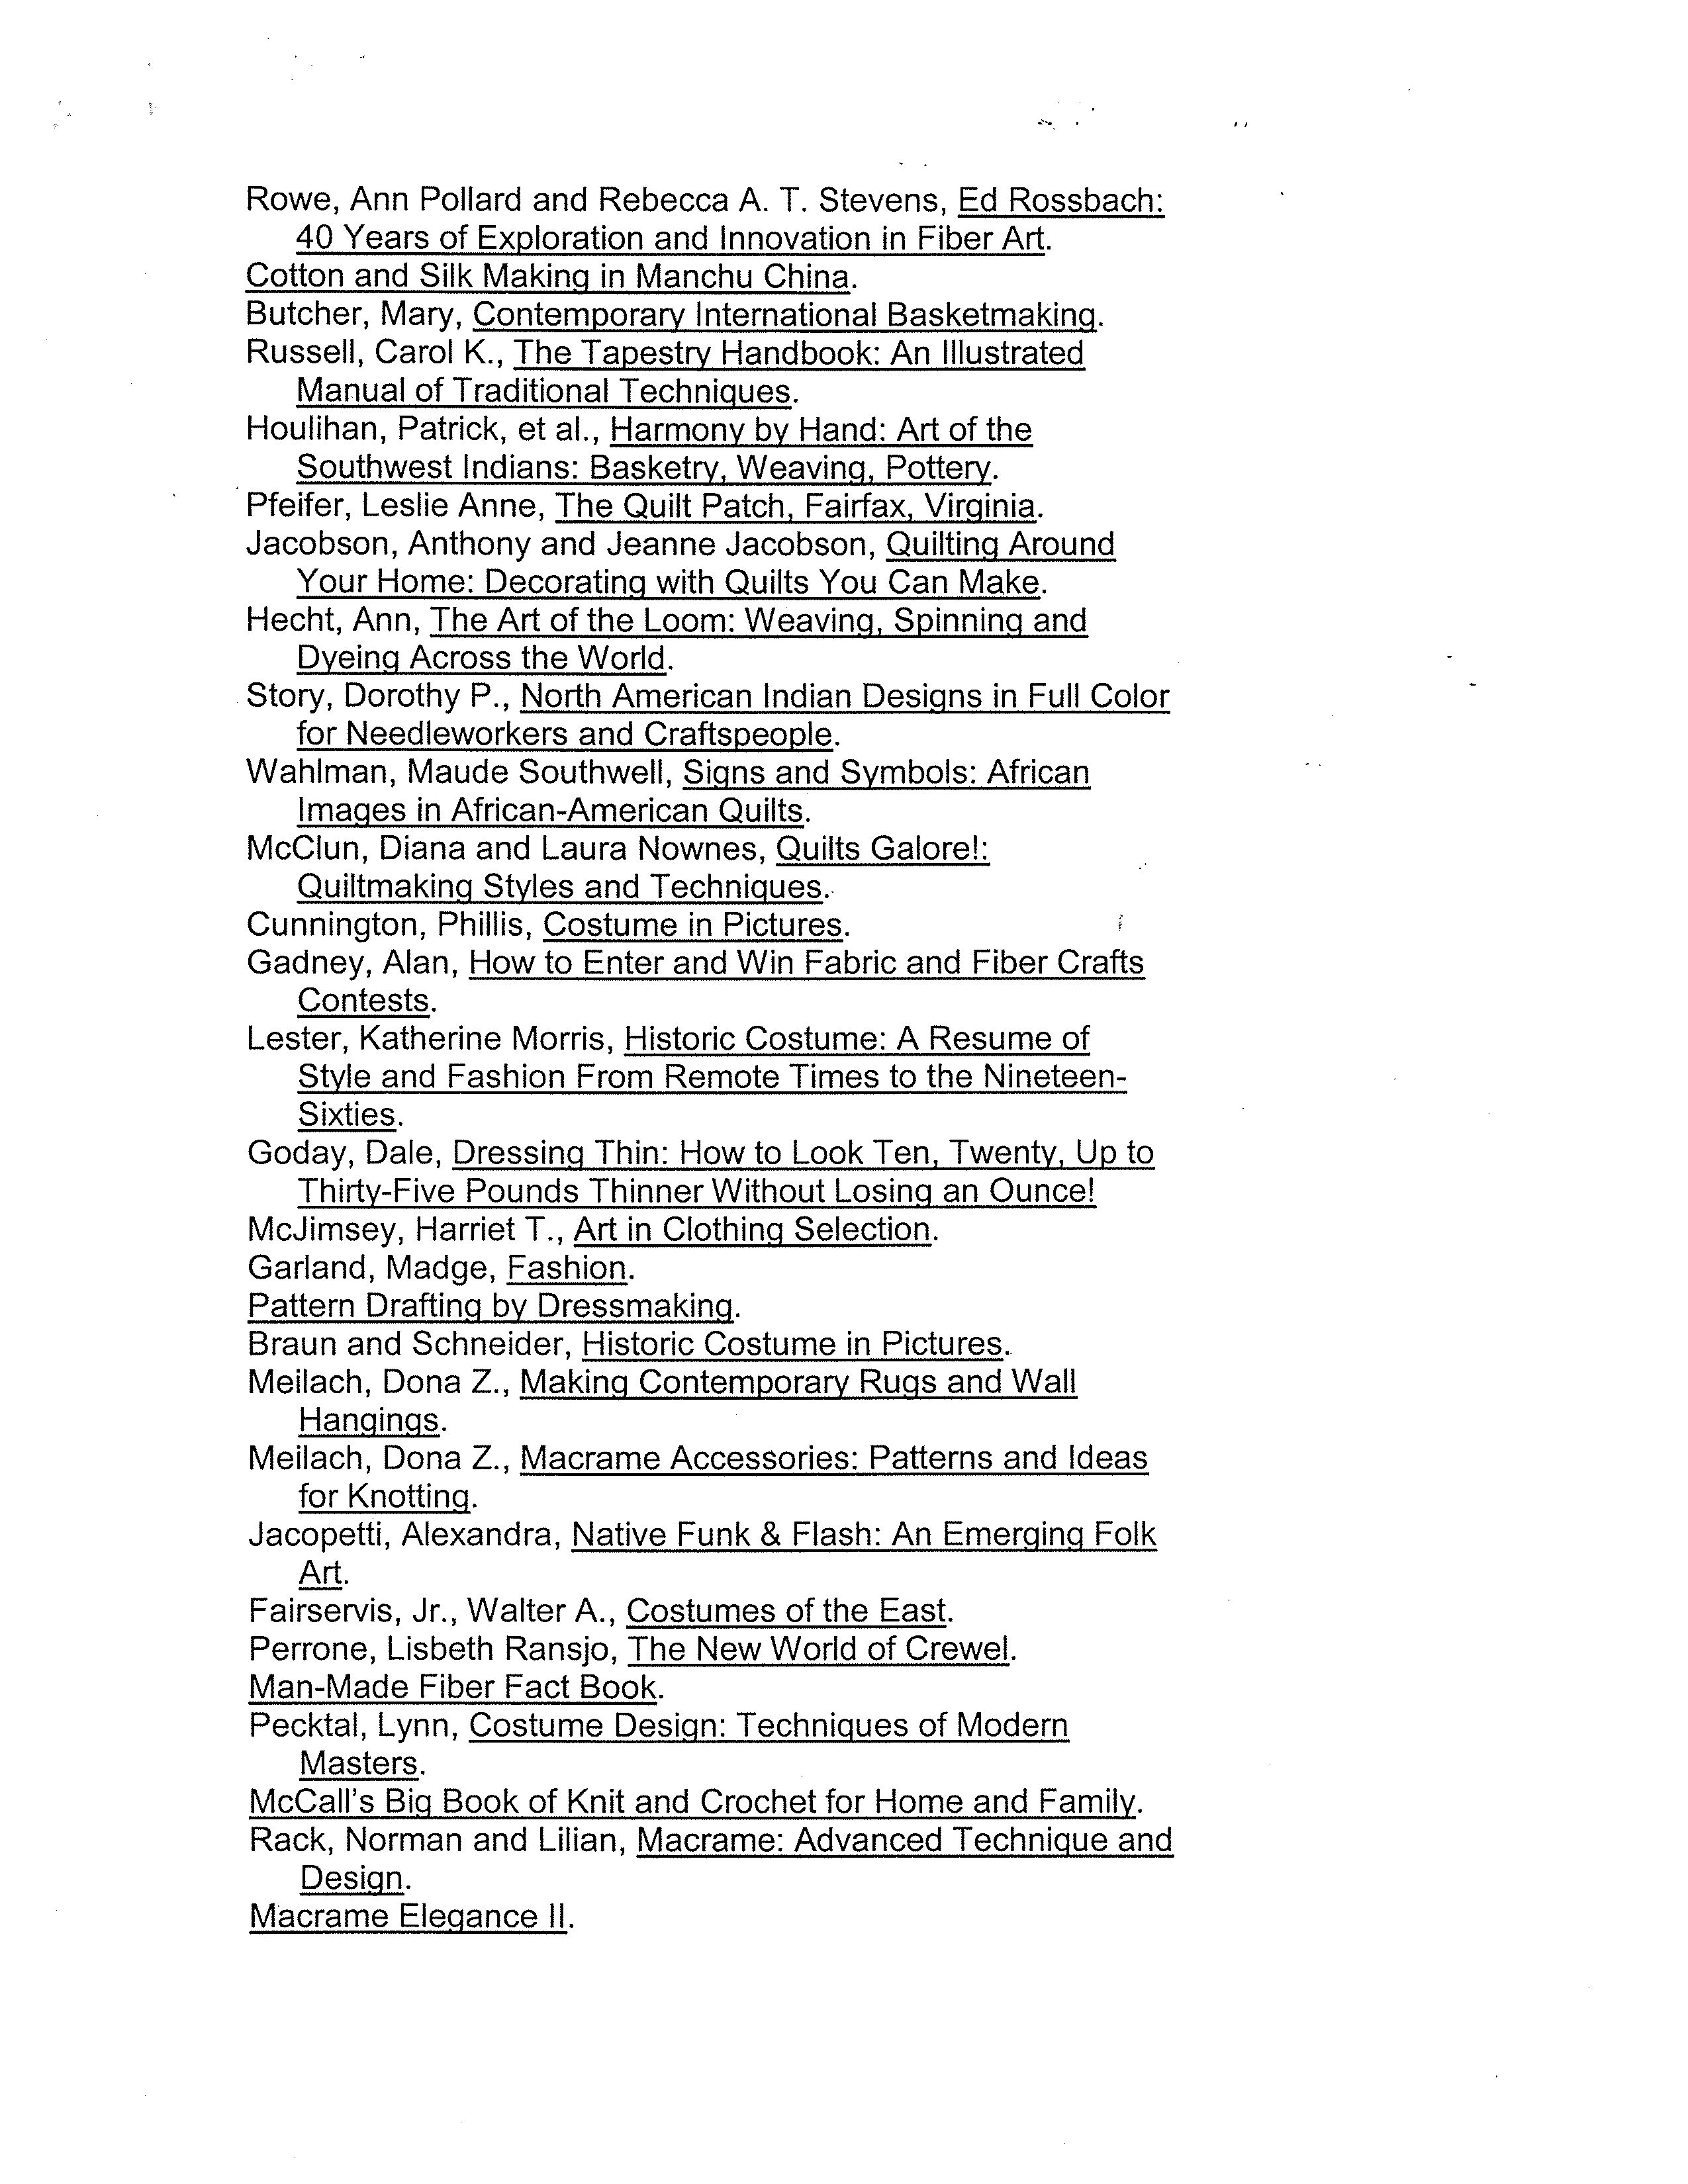 Rowe, Ann Pollard and Rebecca A. T. Stevens, Ed Rossbach:
40 Years of Exploration and Innovation in Fiber Art.
Cotton and Silk Making in Manchu China.
Butcher, Mary, Contemporary International Basketmaking.
Russell, Carol K., The Tapestry Handbook: An Illustrated
Manual of Traditional Techniques.
Houlihan, Patrick, et al., Harmony by Hand: Art of the
Southwest Indians: Basketry, Weaving, Pottery.
Pfeifer, Leslie Anne, The Quilt Patch, Fairfax, Virginia.
Jacobson, Anthony and Jeanne Jacobson, Quilting Around
Your Home: Decorating with Quilts You Can Make.
Hecht, Ann, The Art of the Loom: Weaving, Spinning and
Dyeing Across the World.
Story, Dorothy P., North American Indian Designs in Full Color
for Needleworkers and Craftspeople.
Wahlman, Maude Southwell, Signs and Symbols: African
Images in African-American Quilts.
McClun, Diana and Laura Nownes, Quilts Galore!:
Quiltmaking Styles and Techniques.
Cunnington, Phillis, Costume in Pictures.
Gadney, Alan, How to Enter and Win Fabric and Fiber Crafts
Contests.
Lester, Katherine Morris, Historic Costume: A Resume of
Style and Fashion From Remote Times to the Nineteen-
Sixties.
Goday, Dale, Dressing Thin: How to Look Ten, Twenty, Up to
Thirty-Five Pounds Thinner Without Losing an Ounce!
McJimsey, Harriet T., Art in Clothing Selection.
Garland, Madge, Fashion.
Pattern Drafting by Dressmaking.
Braun and Schneider, Historic Costume in Pictures.
Meilach, Dona Z., Making Contemporary Rugs and Wall
Hangings.
Meilach, Dona Z., Macrame Accessories: Patterns and Ideas
for Knotting.
Jacopetti, Alexandra, Native Funk & Flash: An Emerging Folk
Art.
Fairservis, Jr., Walter A., Costumes of the East.
Perrone, Lisbeth Ransjo, The New World of Crewel.
Man-Made Fiber Fact Book.
Pecktal, Lynn, Costume Design: Techniques of Modern
Masters.
McCall's Big Book of Knit and Crochet for Home and Family.
Rack, Norman and Lilian, Macrame: Advanced Technique and
Design.
Macrame Elegance II.